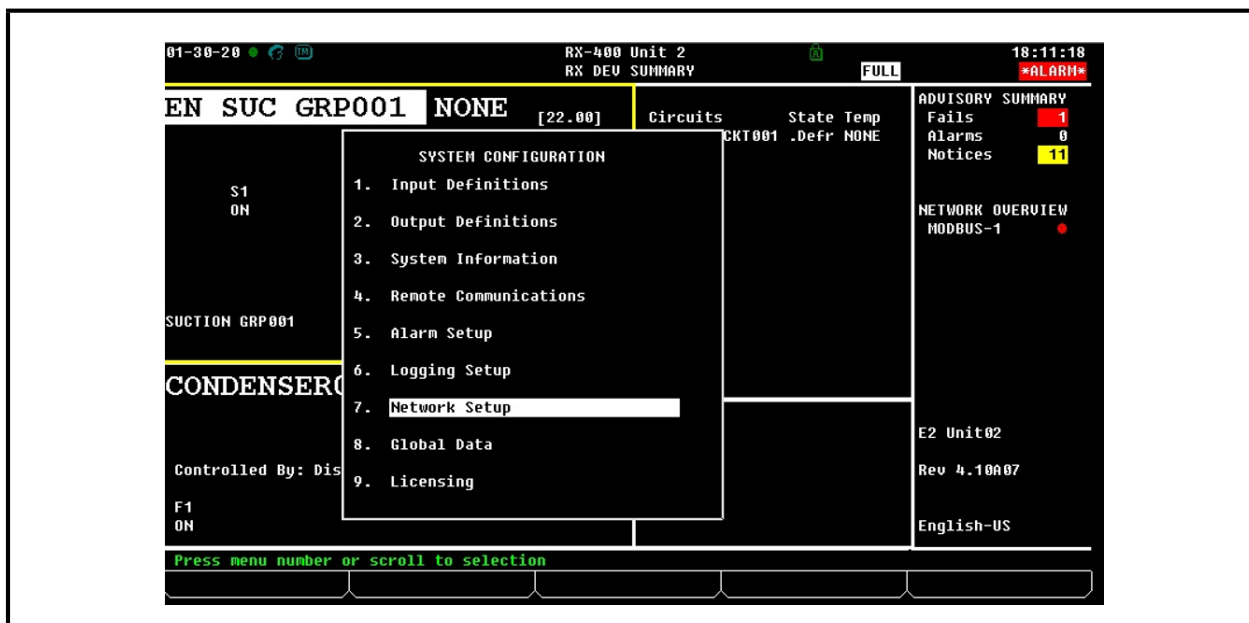 01-30-20 TM RX-400 Unit 2 A 18:11:18
RX DEV SUMMARY FULL *ALARM*
EN SUC GRP001 NONE [22.00]
S1
ON
SUCTION GRP001
CONDENSER
Controlled By: Dis
F1
ON
SYSTEM CONFIGURATION
1. Input Definitions
2. Output Definitions
3. System Information
4. Remote Communications
5. Alarm Setup
6. Logging Setup
7. Network Setup
8. Global Data
9. Licensing
Circuits State Temp
CKT001 .Defr NONE
ADVISORY SUMMARY
Fails 1
Alarms 0
Notices 11
NETWORK OVERVIEW
MODBUS-1
E2 Unit02
Rev 4.10A07
English-US
Press menu number or scroll to selection